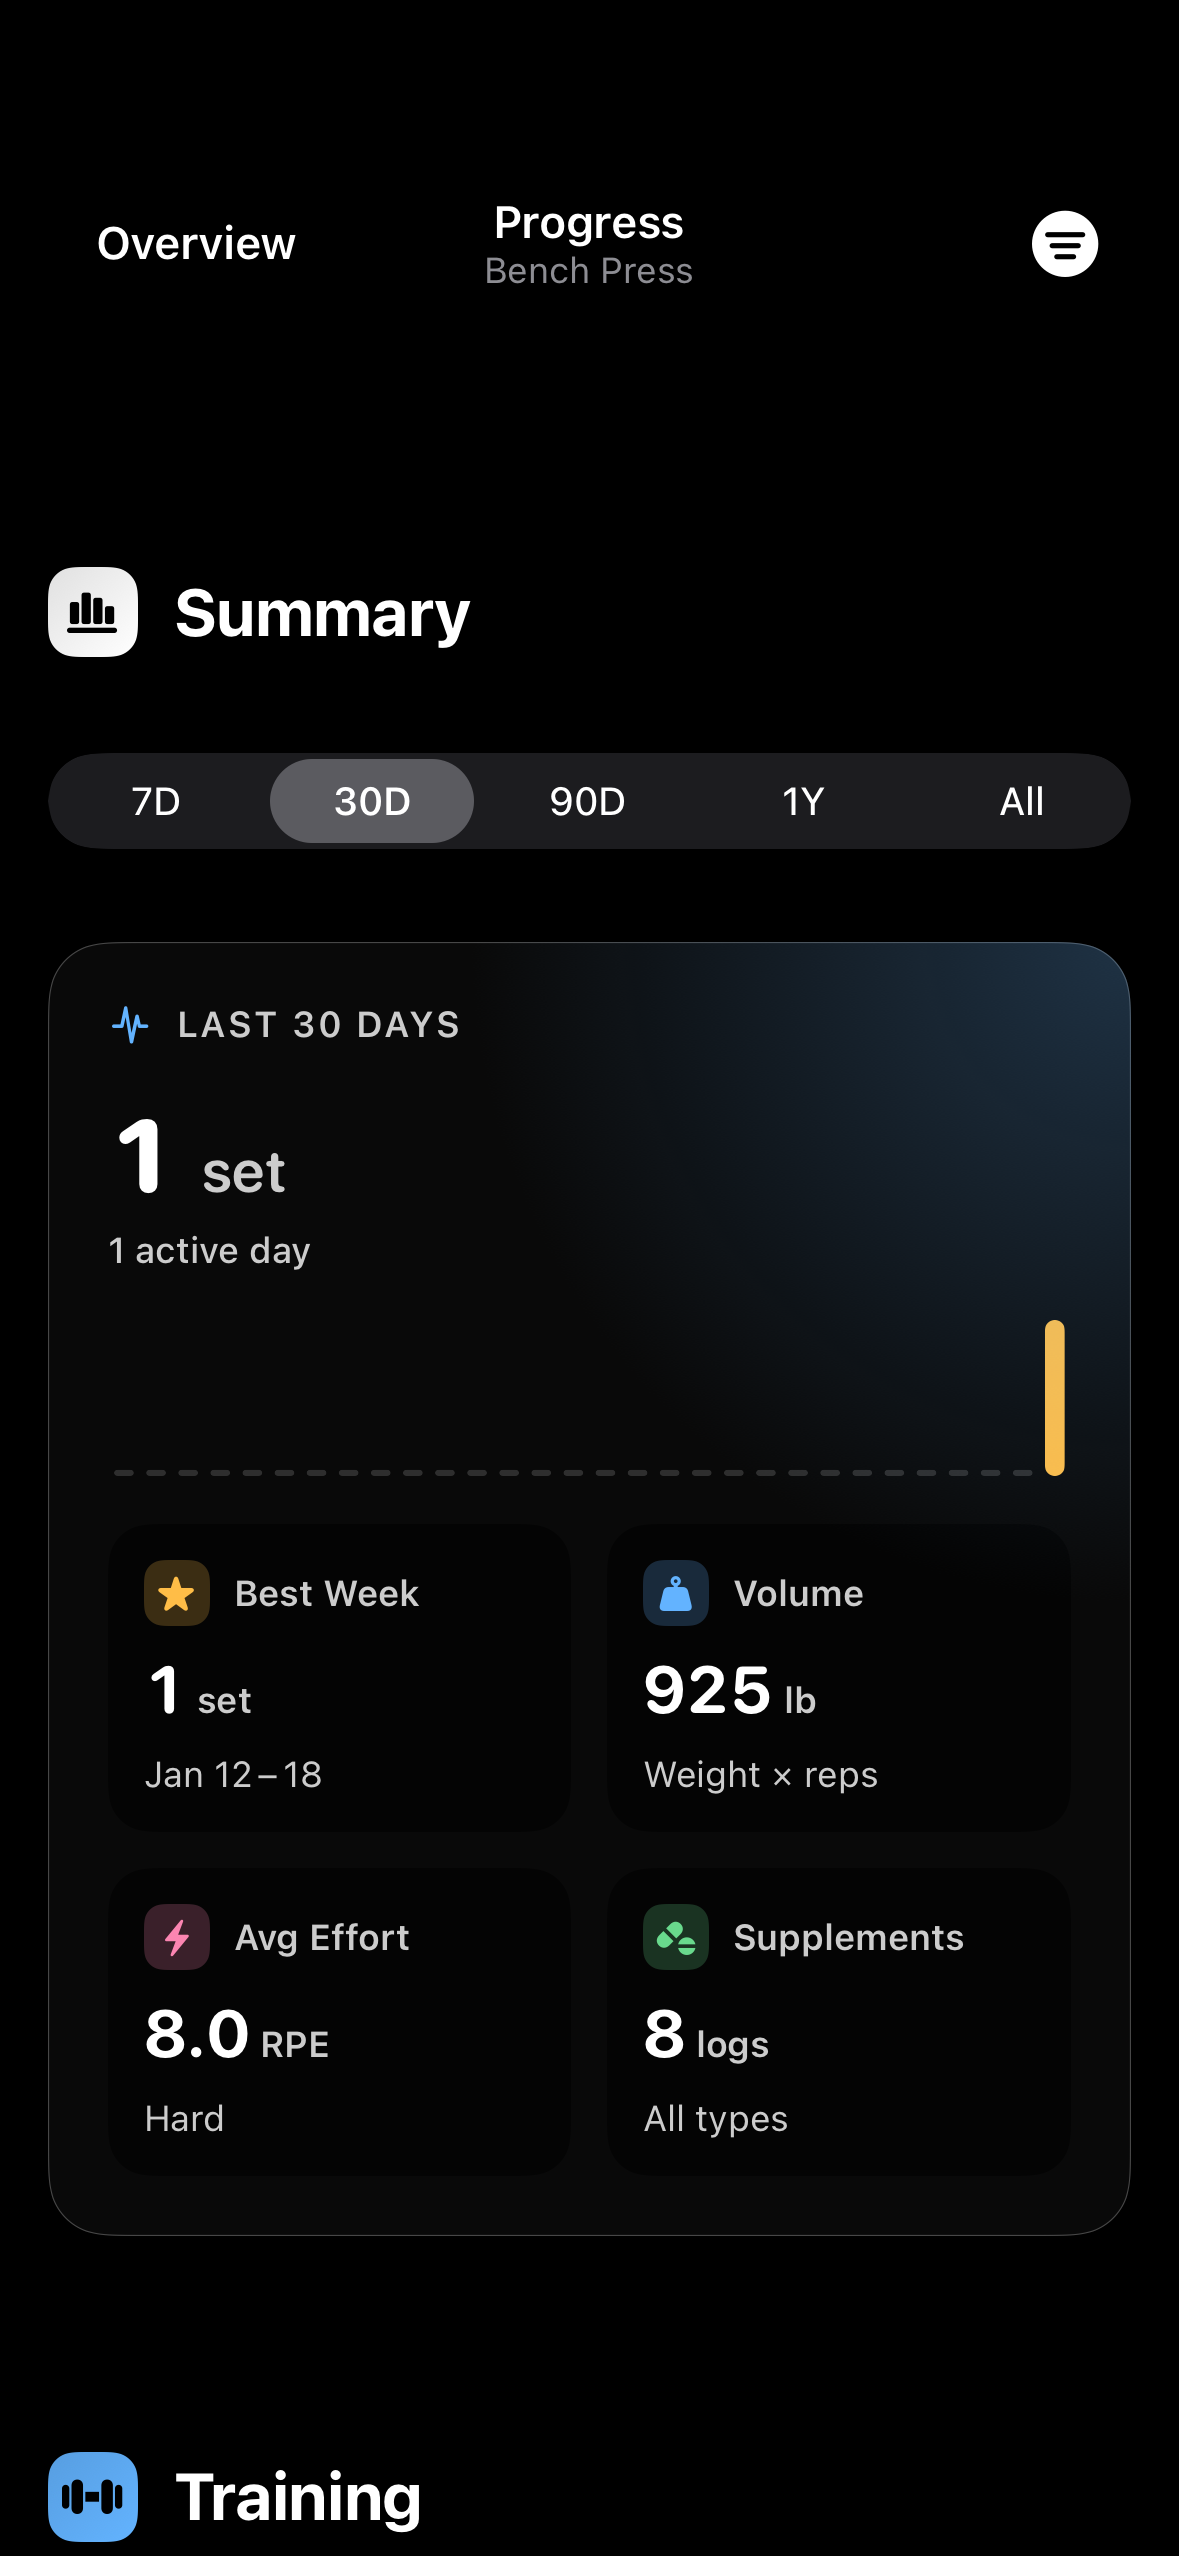 Overview
Progress
Bench Press
Summary
7D 30D 90D 1Y All
LAST 30 DAYS
1 set
1 active day
Best Week
1 set
Jan 12–18
Volume
925 lb
Weight × reps
Avg Effort
8.0 RPE
Hard
Supplements
8 logs
All types
Training